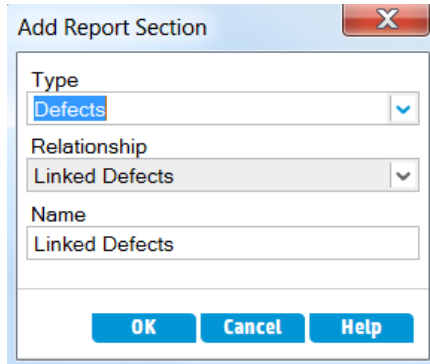 Add Report Section
Type
Defects
Relationship
Linked Defects
Name
Linked Defects
OK Cancel Help